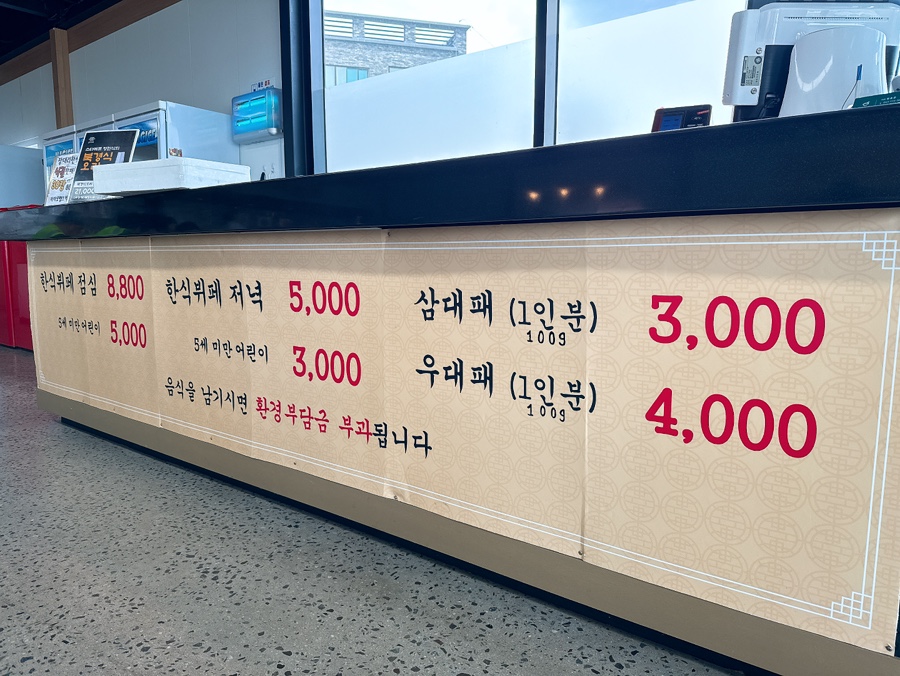 한식뷔페 점심 8,800
5세 미만 어린이 5,000
한식뷔페 저녁 5,000
5세 미만 어린이 3,000
음식을 남기시면 환경부담금 부과됩니다
삼대패 (1인분) 3,000
100g
우대패 (1인분) 4,000
100g